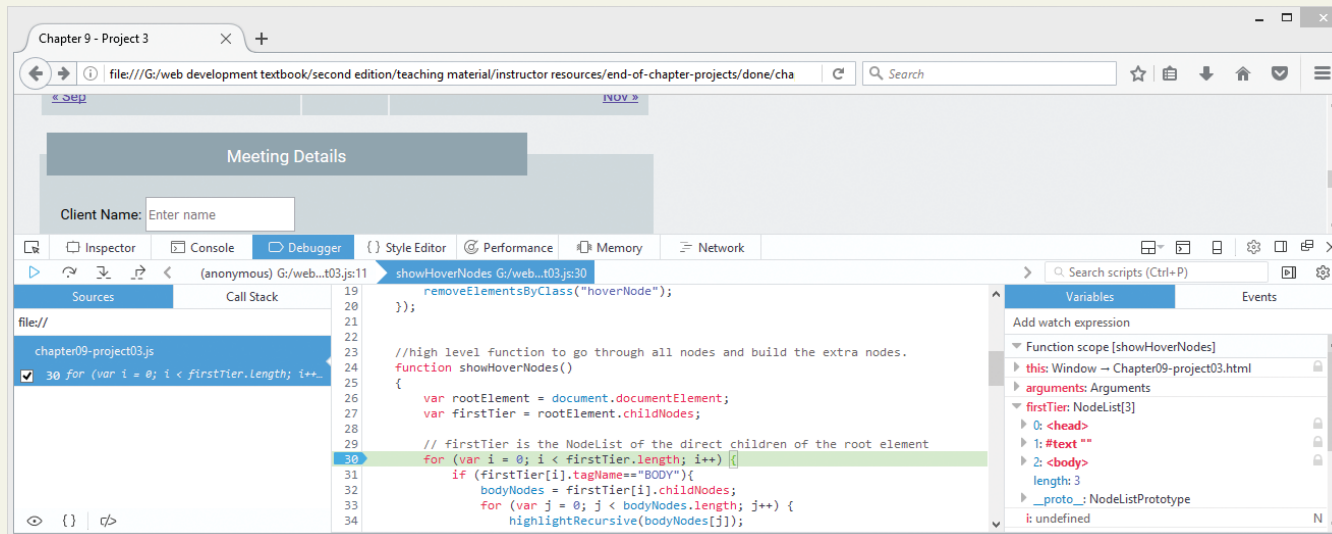 Chapter 9 - Project 3
file:///G:/web development textbook/second edition/teaching material/instructor resources/end-of-chapter-projects/done/cha
Search
« Sep
Nov »
Meeting Details
Client Name: Enter name
Inspector Console Debugger { } Style Editor Performance Memory Network
(anonymous) G:/web...t03.js:11 showHoverNodes G:/web...t03.js:30 Search scripts (Ctrl+P)
Sources Call Stack
file://
chapter09-project03.js
30 for (var i = 0; i < firstTier.length; i++…
19 removeElementsByClass("hoverNode");
20 });
21
22
23 //high level function to go through all nodes and build the extra nodes.
24 function showHoverNodes()
25 {
26 var rootElement = document.documentElement;
27 var firstTier = rootElement.childNodes;
28
29 // firstTier is the NodeList of the direct children of the root element
30 for (var i = 0; i < firstTier.length; i++) {
31 if (firstTier[i].tagName=="BODY"){
32 bodyNodes = firstTier[i].childNodes;
33 for (var j = 0; j < bodyNodes.length; j++) {
34 highlightRecursive(bodyNodes[j]);
Variables Events
Add watch expression
Function scope [showHoverNodes]
this: Window → Chapter09-project03.html
arguments: Arguments
firstTier: NodeList[3]
0: <head>
1: #text ""
2: <body>
length: 3
__proto__: NodeListPrototype
i: undefined N